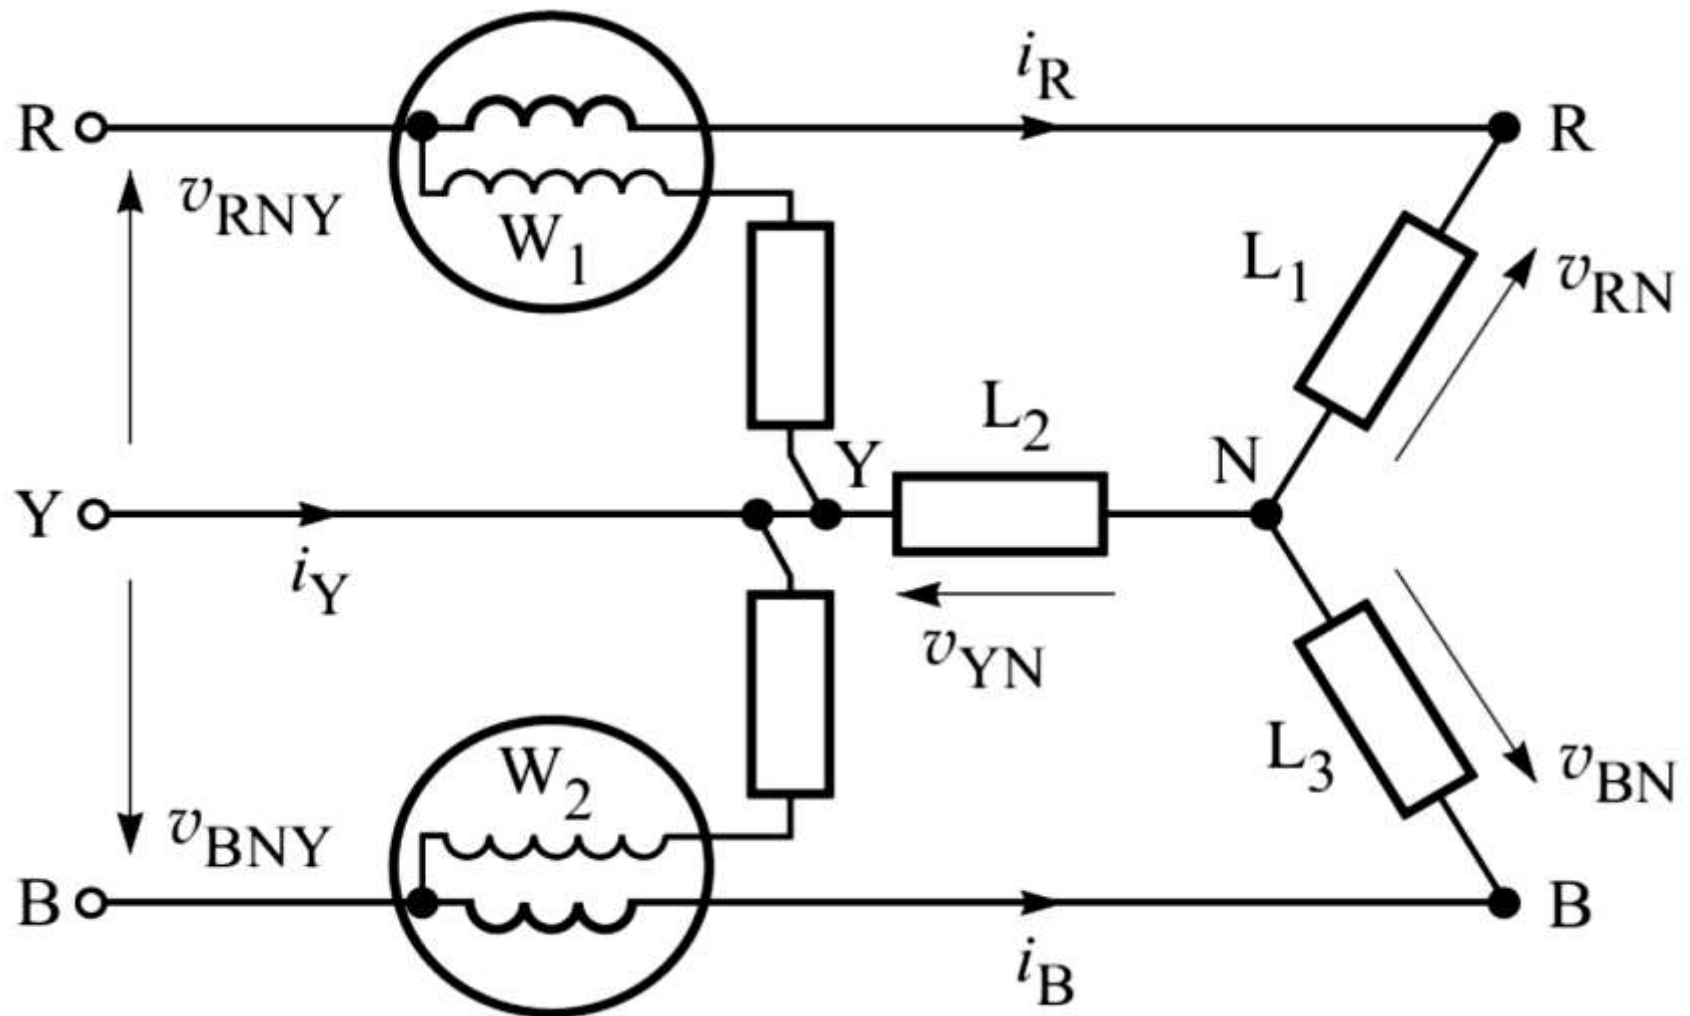 R
v_RNY
W_1
i_R
R
L_1
v_RN
Y
i_Y
Y
L_2
N
v_YN
W_2
v_BNY
L_3
v_BN
B
i_B
B